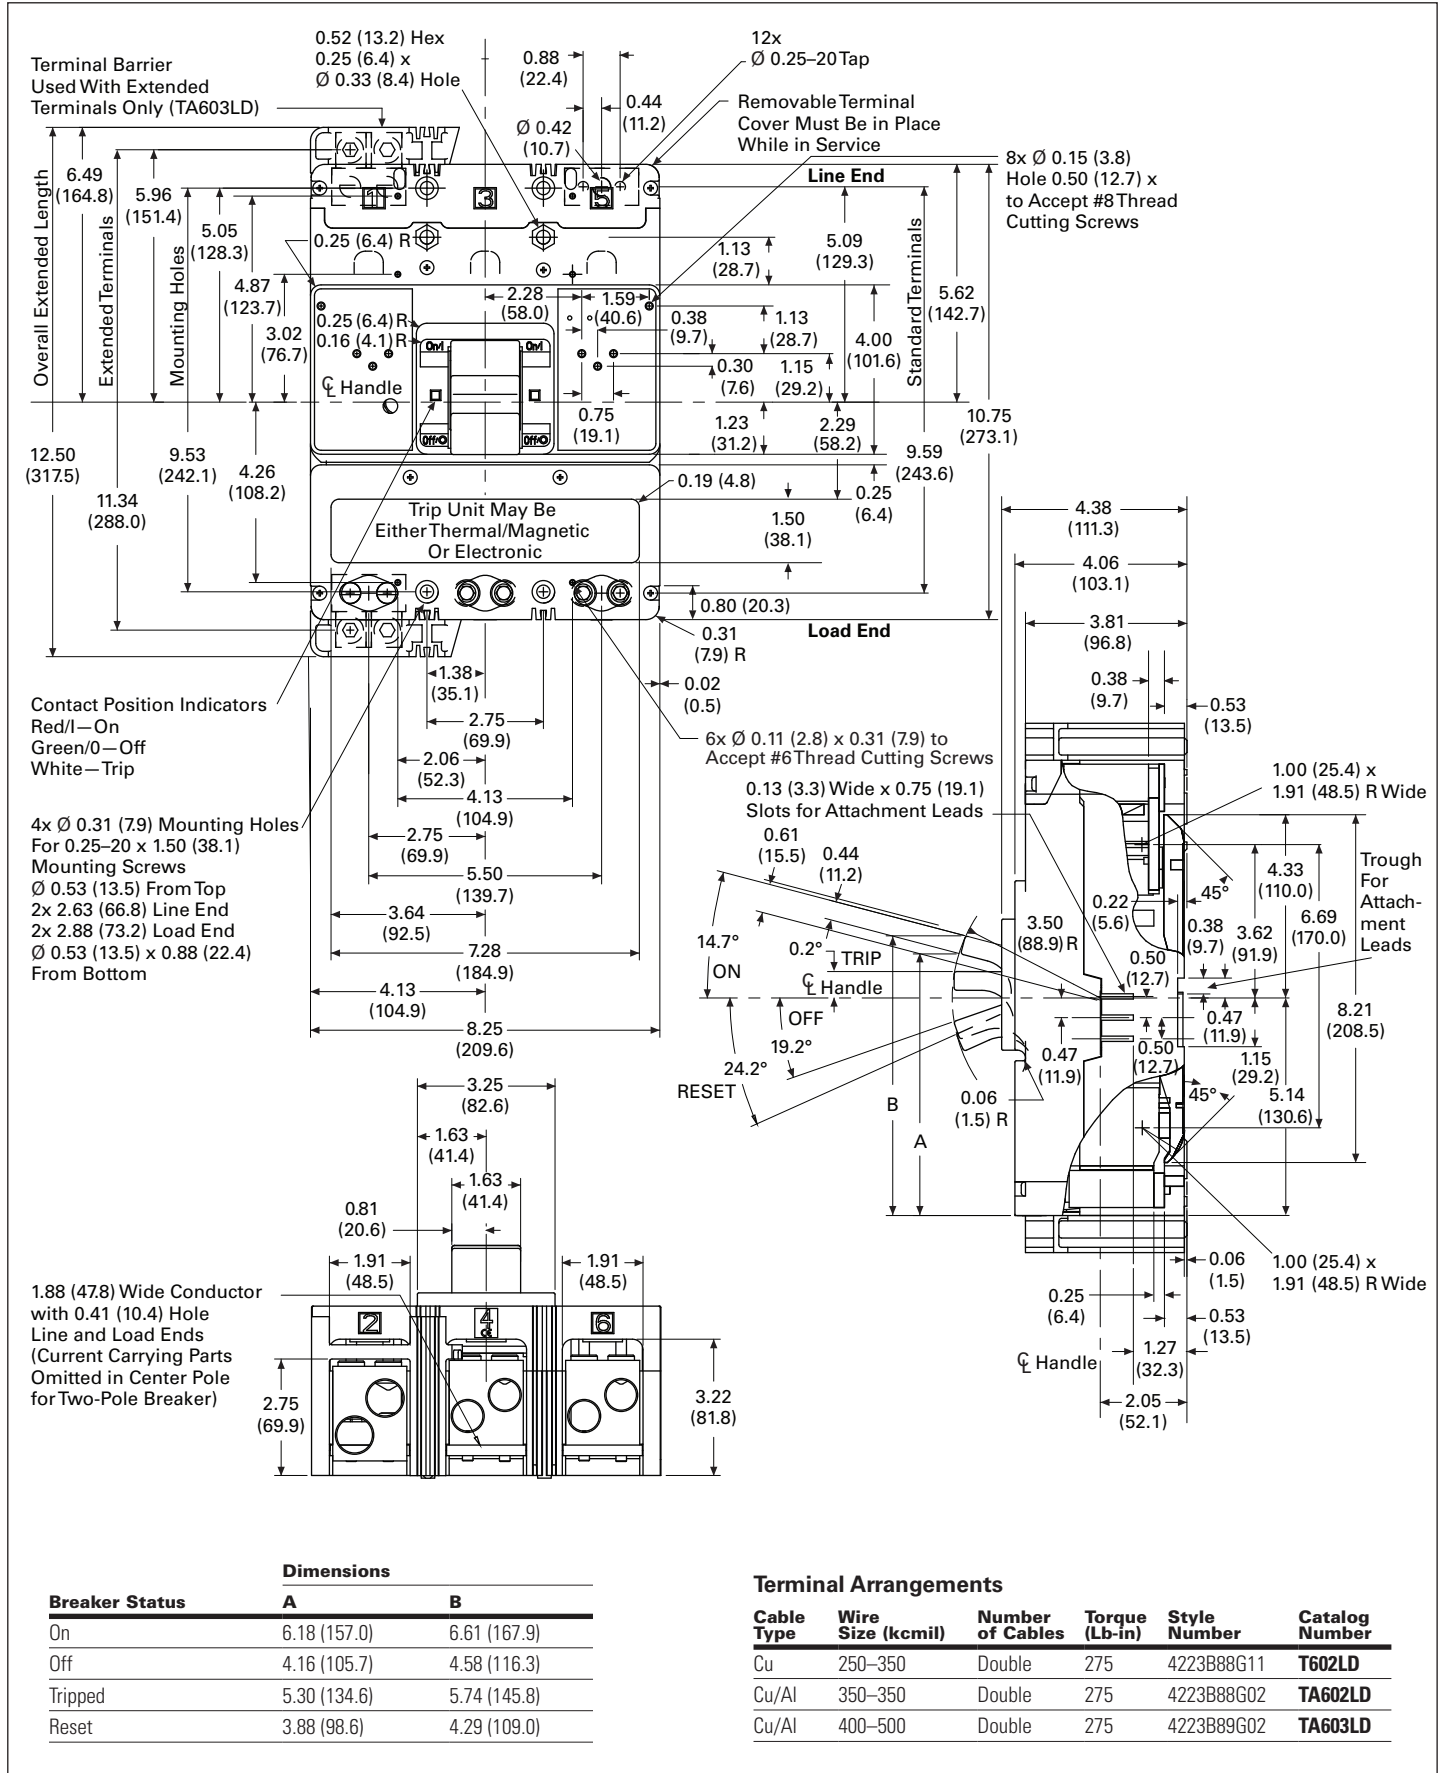 0.52 (13.2) Hex
0.25 (6.4) x
Ø 0.33 (8.4) Hole
0.88
(22.4)
12x
Ø 0.25–20 Tap
Terminal Barrier
Used With Extended
Terminals Only (TA603LD)
0.44
(11.2)
Ø 0.42
(10.7)
Removable Terminal
Cover Must Be in Place
While in Service
8x Ø 0.15 (3.8)
Hole 0.50 (12.7) x
to Accept #8 Thread
Cutting Screws
Line End
1
3
5
Overall Extended Length
6.49
(164.8)
Extended Terminals
5.96
(151.4)
Mounting Holes
5.05
(128.3)
4.87
(123.7)
3.02
(76.7)
0.25 (6.4) R
1.13
(28.7)
5.09
(129.3)
Standard Terminals
5.62
(142.7)
2.28
(58.0)
1.59
(40.6)
0.25 (6.4) R
0.16 (4.1) R
0.38
(9.7)
1.13
(28.7)
4.00
(101.6)
On/I
On/I
0.30
(7.6)
1.15
(29.2)
℄ Handle
Off/O
Off/O
0.75
(19.1)
1.23
(31.2)
2.29
(58.2)
10.75
(273.1)
12.50
(317.5)
9.53
(242.1)
4.26
(108.2)
9.59
(243.6)
11.34
(288.0)
0.19 (4.8)
0.25
(6.4)
Trip Unit May Be
Either Thermal/Magnetic
Or Electronic
1.50
(38.1)
0.80 (20.3)
0.31
(7.9) R
Load End
4.38
(111.3)
4.06
(103.1)
3.81
(96.8)
0.38
(9.7)
0.53
(13.5)
1.38
(35.1)
0.02
(0.5)
Contact Position Indicators
Red/I—On
Green/0—Off
White—Trip
2.75
(69.9)
2.06
(52.3)
4.13
(104.9)
6x Ø 0.11 (2.8) x 0.31 (7.9) to
Accept #6 Thread Cutting Screws
0.13 (3.3) Wide x 0.75 (19.1)
Slots for Attachment Leads
1.00 (25.4) x
1.91 (48.5) R Wide
4x Ø 0.31 (7.9) Mounting Holes
For 0.25–20 x 1.50 (38.1)
Mounting Screws
Ø 0.53 (13.5) From Top
2x 2.63 (66.8) Line End
2x 2.88 (73.2) Load End
Ø 0.53 (13.5) x 0.88 (22.4)
From Bottom
2.75
(69.9)
5.50
(139.7)
3.64
(92.5)
7.28
(184.9)
4.13
(104.9)
8.25
(209.6)
0.61
(15.5)
0.44
(11.2)
4.33
(110.0)
Trough
For
Attach-
ment
Leads
45°
0.22
(5.6)
3.50
(88.9) R
0.38
(9.7)
3.62
(91.9)
6.69
(170.0)
14.7°
ON
0.2°
TRIP
0.50
(12.7)
℄ Handle
OFF
0.47
(11.9)
8.21
(208.5)
19.2°
24.2°
RESET
0.47
(11.9)
0.50
(12.7)
1.15
(29.2)
5.14
(130.6)
45°
0.06
(1.5) R
B
A
3.25
(82.6)
1.63
(41.4)
1.63
(41.4)
0.81
(20.6)
1.91
(48.5)
1.91
(48.5)
1.88 (47.8) Wide Conductor
with 0.41 (10.4) Hole
Line and Load Ends
(Current Carrying Parts
Omitted in Center Pole
for Two-Pole Breaker)
2
4
6
2.75
(69.9)
3.22
(81.8)
0.06
(1.5)
1.00 (25.4) x
1.91 (48.5) R Wide
0.25
(6.4)
0.53
(13.5)
℄ Handle
1.27
(32.3)
2.05
(52.1)
Dimensions
Breaker Status A B
On 6.18 (157.0) 6.61 (167.9)
Off 4.16 (105.7) 4.58 (116.3)
Tripped 5.30 (134.6) 5.74 (145.8)
Reset 3.88 (98.6) 4.29 (109.0)
Terminal Arrangements
Cable Type Wire Size (kcmil) Number of Cables Torque (Lb-in) Style Number Catalog Number
Cu 250–350 Double 275 4223B88G11 T602LD
Cu/Al 350–350 Double 275 4223B88G02 TA602LD
Cu/Al 400–500 Double 275 4223B89G02 TA603LD